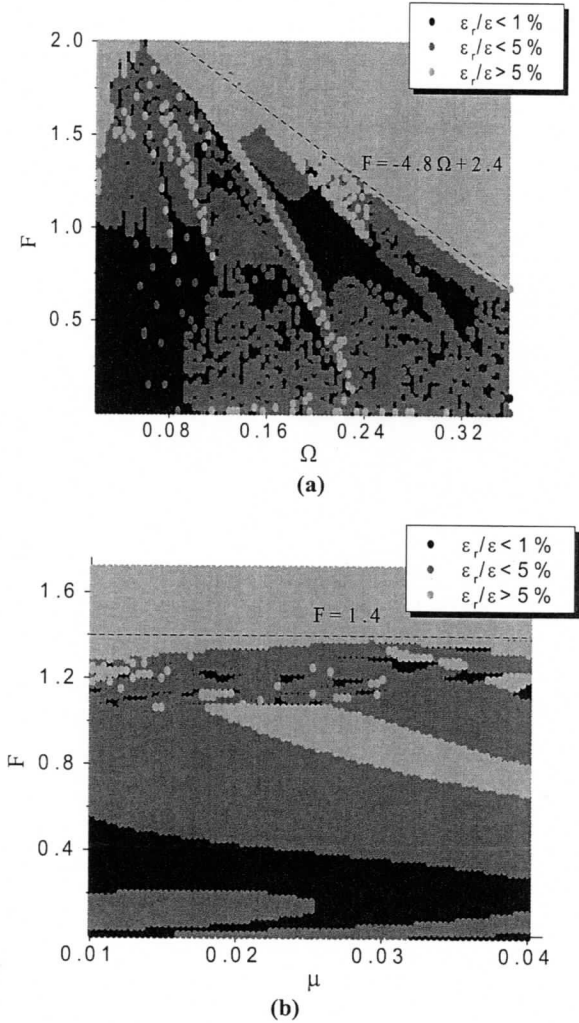 ε_r/ε < 1 %
ε_r/ε < 5 %
ε_r/ε > 5 %
2.0
1.5
1.0
0.5
F
F = -4.8 Ω + 2.4
0.08 0.16 0.24 0.32
Ω
(a)
ε_r/ε < 1 %
ε_r/ε < 5 %
ε_r/ε > 5 %
1.6
1.2
0.8
0.4
F
F = 1.4
0.01 0.02 0.03 0.04
μ
(b)